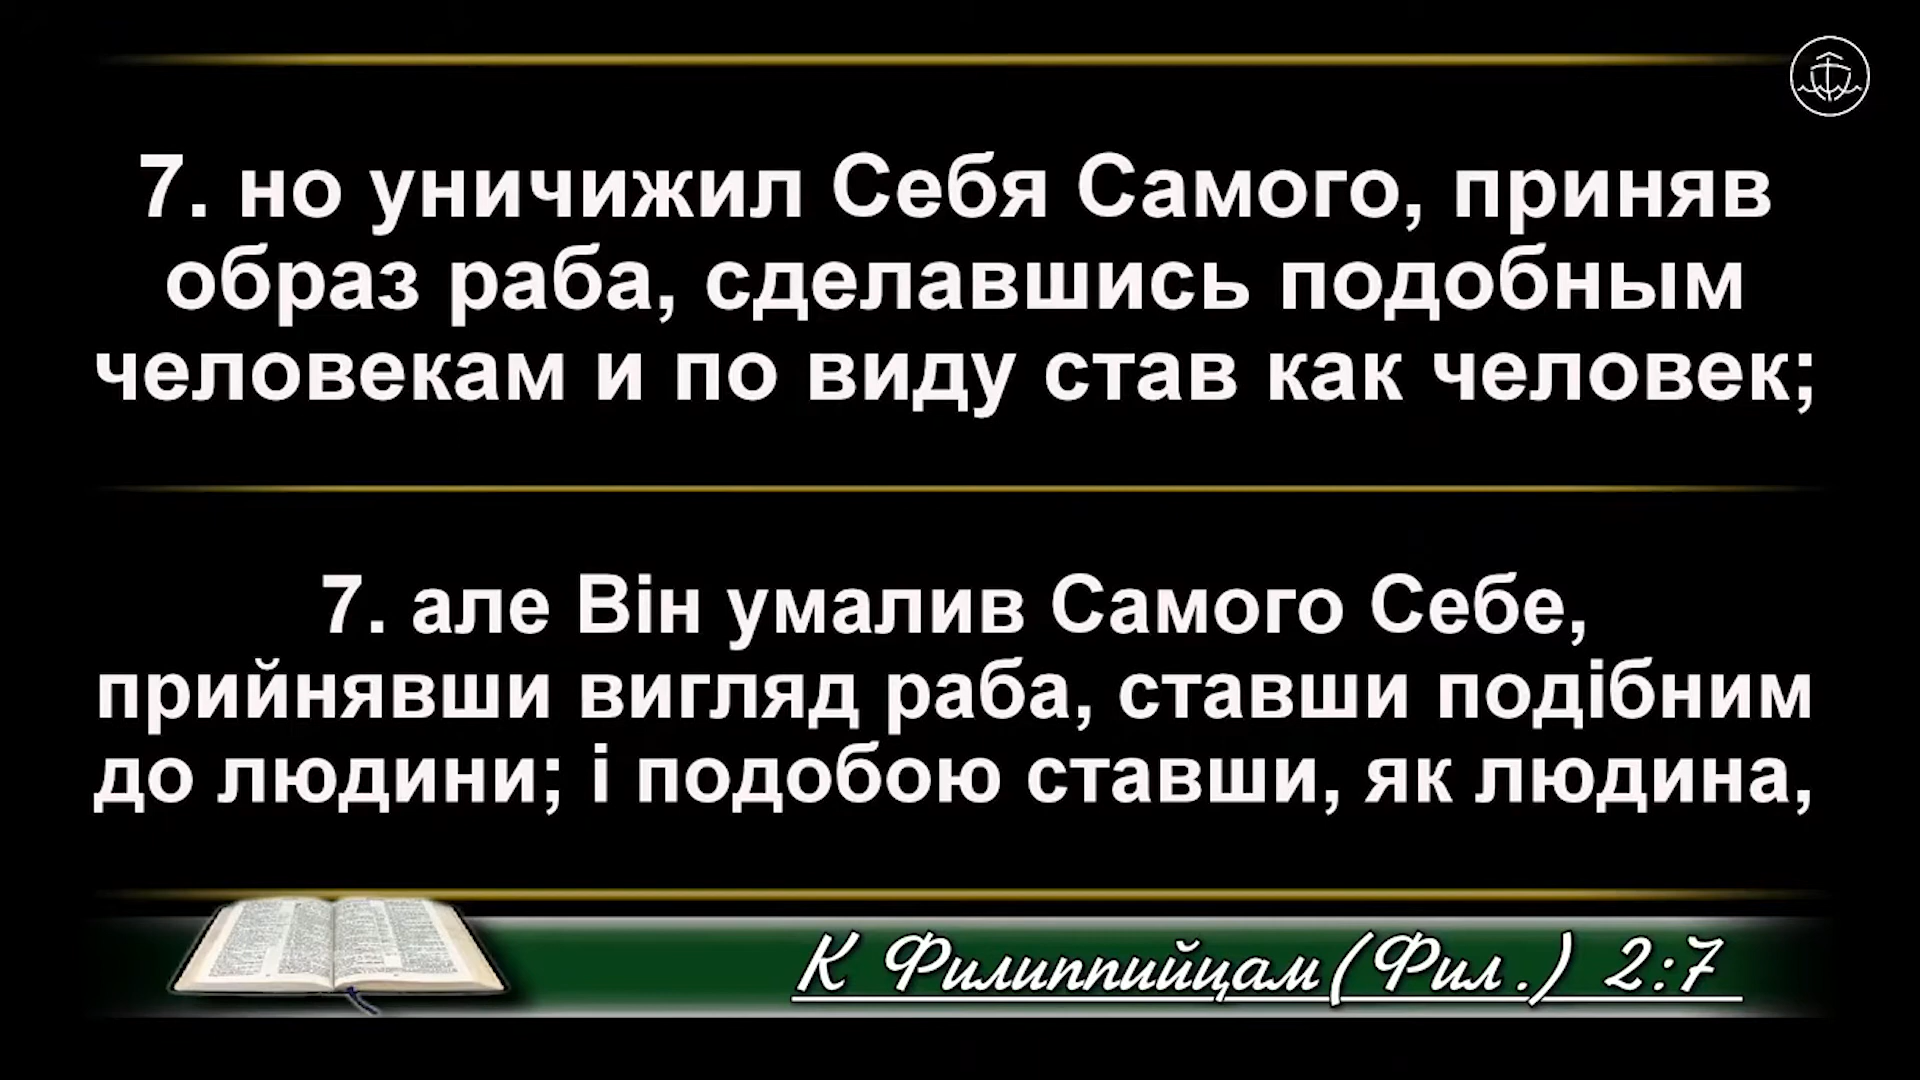 7. но уничижил Себя Самого, приняв
образ раба, сделавшись подобным
человекам и по виду став как человек;
7. але Він умалив Самого Себе,
прийнявши вигляд раба, ставши подібним
до людини; і подобою ставши, як людина,
К Филиппийцам(Фил.) 2:7